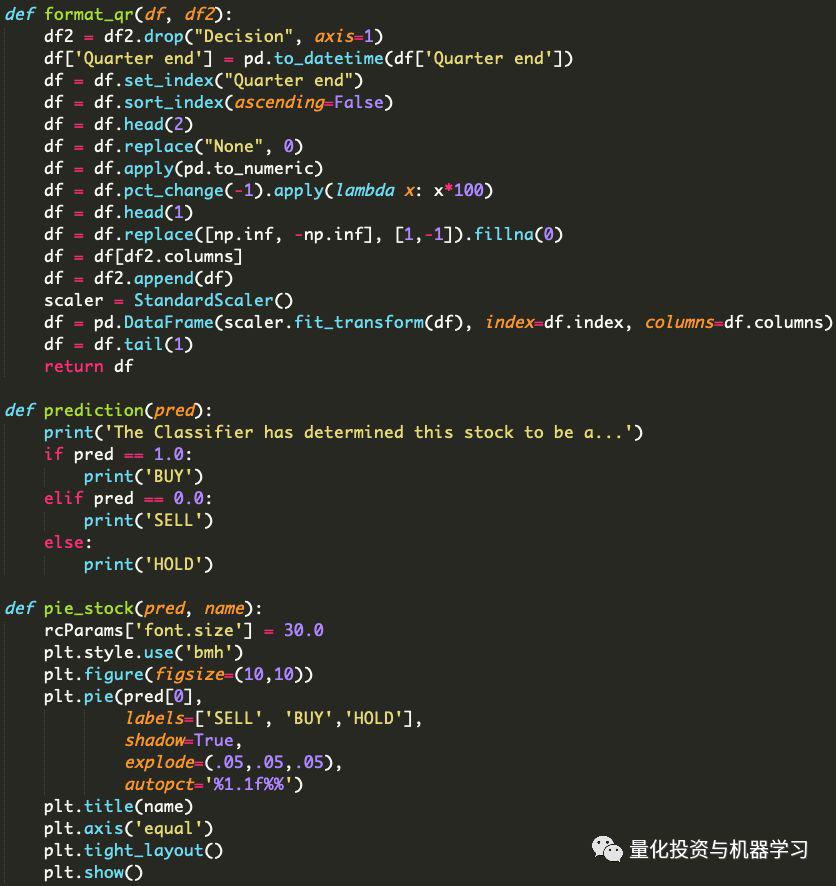 def format_qr(df, df2):
    df2 = df2.drop("Decision", axis=1)
    df['Quarter end'] = pd.to_datetime(df['Quarter end'])
    df = df.set_index("Quarter end")
    df = df.sort_index(ascending=False)
    df = df.head(2)
    df = df.replace("None", 0)
    df = df.apply(pd.to_numeric)
    df = df.pct_change(-1).apply(lambda x: x*100)
    df = df.head(1)
    df = df.replace([np.inf, -np.inf], [1,-1]).fillna(0)
    df = df[df2.columns]
    df = df2.append(df)
    scaler = StandardScaler()
    df = pd.DataFrame(scaler.fit_transform(df), index=df.index, columns=df.columns)
    df = df.tail(1)
    return df

def prediction(pred):
    print('The Classifier has determined this stock to be a...')
    if pred == 1.0:
        print('BUY')
    elif pred == 0.0:
        print('SELL')
    else:
        print('HOLD')

def pie_stock(pred, name):
    rcParams['font.size'] = 30.0
    plt.style.use('bmh')
    plt.figure(figsize=(10,10))
    plt.pie(pred[0],
            labels=['SELL', 'BUY','HOLD'],
            shadow=True,
            explode=(.05,.05,.05),
            autopct='%1.1f%%')
    plt.title(name)
    plt.axis('equal')
    plt.tight_layout()
    plt.show()
量化投资与机器学习